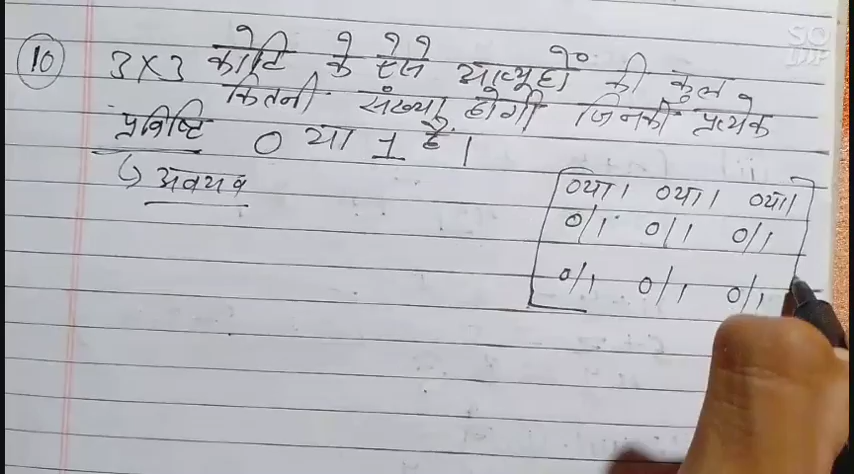 (10) 3×3 कोटि के ऐसे आव्यूहों की कुल
कितनी संख्या होगी जिनकी प्रत्येक
प्रविष्टि 0 या 1 है।
↳ अवयव
0या1 0या1 0या1
0/1 0/1 0/1
0/1 0/1 0/1